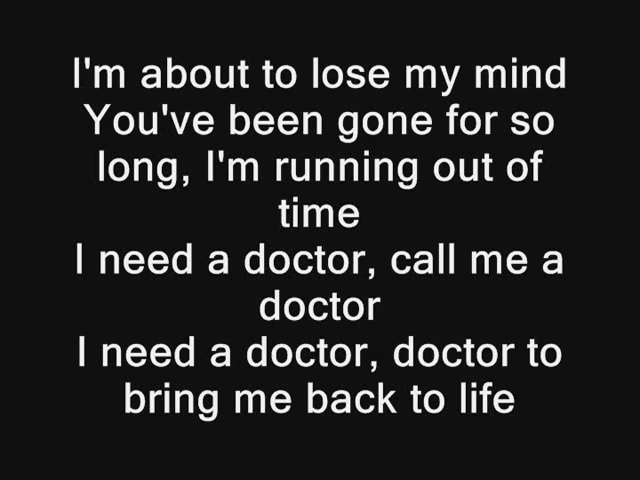 I'm about to lose my mind
You've been gone for so
long, I'm running out of
time
I need a doctor, call me a
doctor
I need a doctor, doctor to
bring me back to life